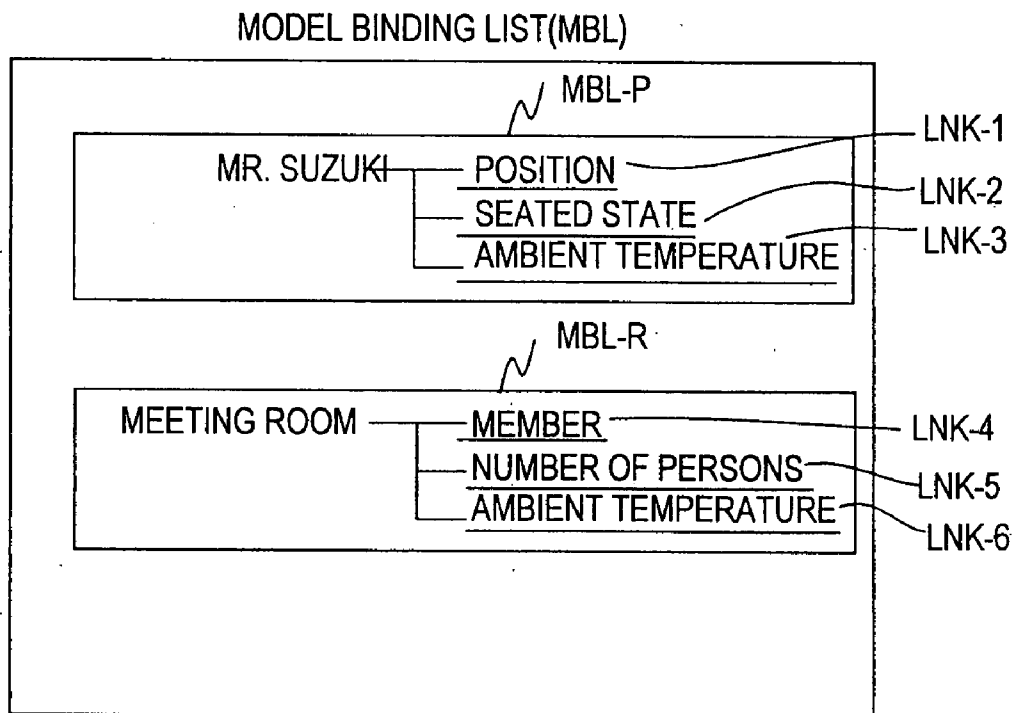 MODEL BINDING LIST(MBL)
MBL-P
MR. SUZUKI POSITION LNK-1
SEATED STATE LNK-2
AMBIENT TEMPERATURE LNK-3
MBL-R
MEETING ROOM MEMBER LNK-4
NUMBER OF PERSONS LNK-5
AMBIENT TEMPERATURE LNK-6